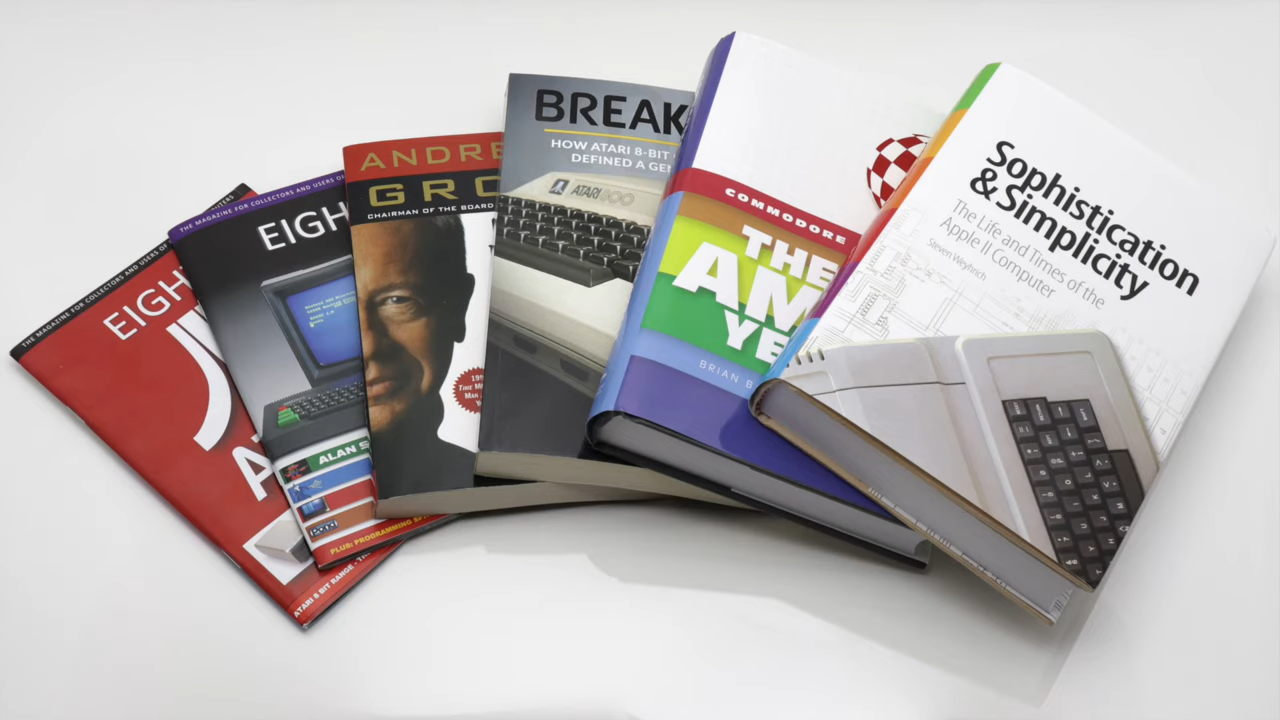 THE MAGAZINE FOR COLLECTORS AND USERS OF
EIGH
A
ATARI 8 BIT RANGE
THE MAGAZINE FOR COLLECTORS AND USERS OF
EIGH
ALAN S
PLUS: PROGRAMMING
ANDRE
GRO
CHAIRMAN OF THE BOARD
BREAK
HOW ATARI 8-BIT
DEFINED A GE
ATARI 800
COMMODORE
THE
AM
YE
BRIAN B
Sophistication
& Simplicity
The Life and Times of the
Apple II Computer
Steven Weyhrich